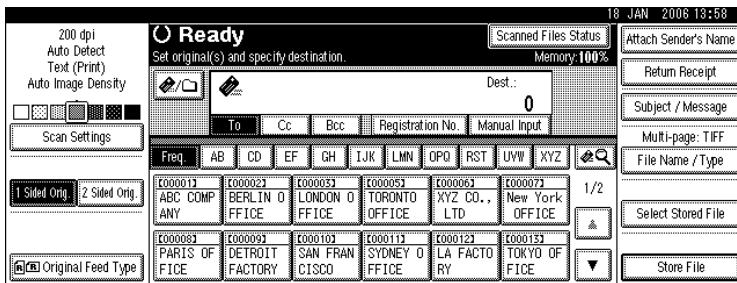 18 JAN 2006 13:58
200 dpi
Auto Detect
Text (Print)
Auto Image Density
Scan Settings
1 Sided Orig.
2 Sided Orig.
Original Feed Type
Ready
Scanned Files Status
Set original(s) and specify destination.
Memory:100%
Dest.:
0
To
Cc
Bcc
Registration No.
Manual Input
Freq.
AB
CD
EF
GH
IJK
LMN
OPQ
RST
UVW
XYZ
[00001]
ABC COMP
ANY
[00002]
BERLIN O
FFICE
[00003]
LONDON O
FFICE
[00005]
TORONTO
OFFICE
[00006]
XYZ CO.,
LTD
[00007]
New York
OFFICE
1/2
[00008]
PARIS OF
FICE
[00009]
DETROIT
FACTORY
[00010]
SAN FRAN
CISCO
[00011]
SYDNEY O
FFICE
[00012]
LA FACTO
RY
[00013]
TOKYO OF
FICE
Attach Sender's Name
Return Receipt
Subject / Message
Multi-page: TIFF
File Name / Type
Select Stored File
Store File